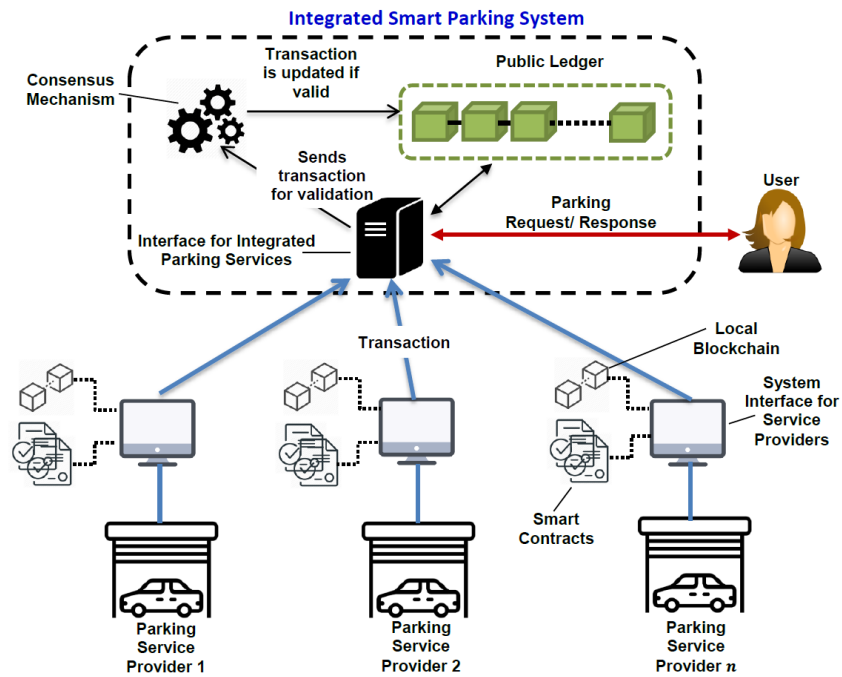 Integrated Smart Parking System
Transaction
is updated if
valid
Public Ledger
Consensus
Mechanism
Sends
transaction
for validation
User
Parking
Request/ Response
Interface for Integrated
Parking Services
Transaction
Local
Blockchain
System
Interface for
Service
Providers
Smart
Contracts
Parking
Service
Provider 1
Parking
Service
Provider 2
Parking
Service
Provider n